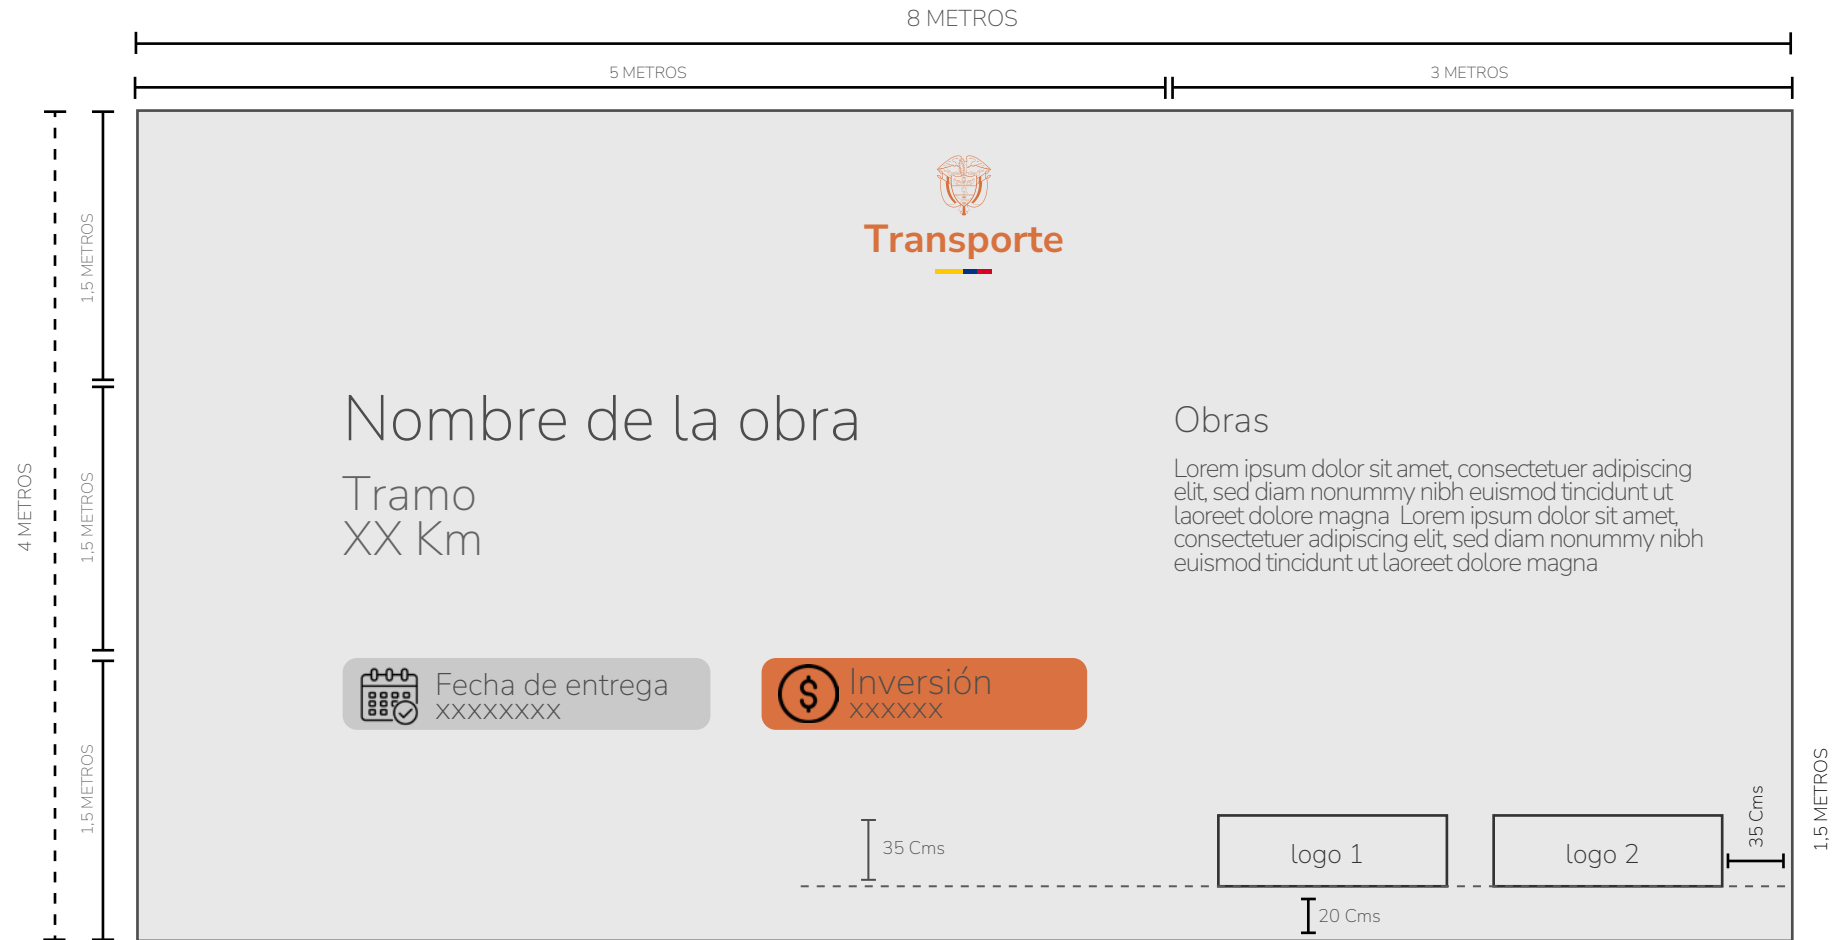 8 METROS
5 METROS
3 METROS
4 METROS
1,5 METROS
1,5 METROS
1,5 METROS
Transporte
Nombre de la obra
Tramo
XX Km
Obras
Lorem ipsum dolor sit amet, consectetuer adipiscing
elit, sed diam nonummy nibh euismod tincidunt ut
laoreet dolore magna Lorem ipsum dolor sit amet,
consectetuer adipiscing elit, sed diam nonummy nibh
euismod tincidunt ut laoreet dolore magna
Fecha de entrega
xxxxxxxx
$
Inversión
xxxxxx
35 Cms
logo 1
logo 2
35 Cms
1,5 METROS
20 Cms